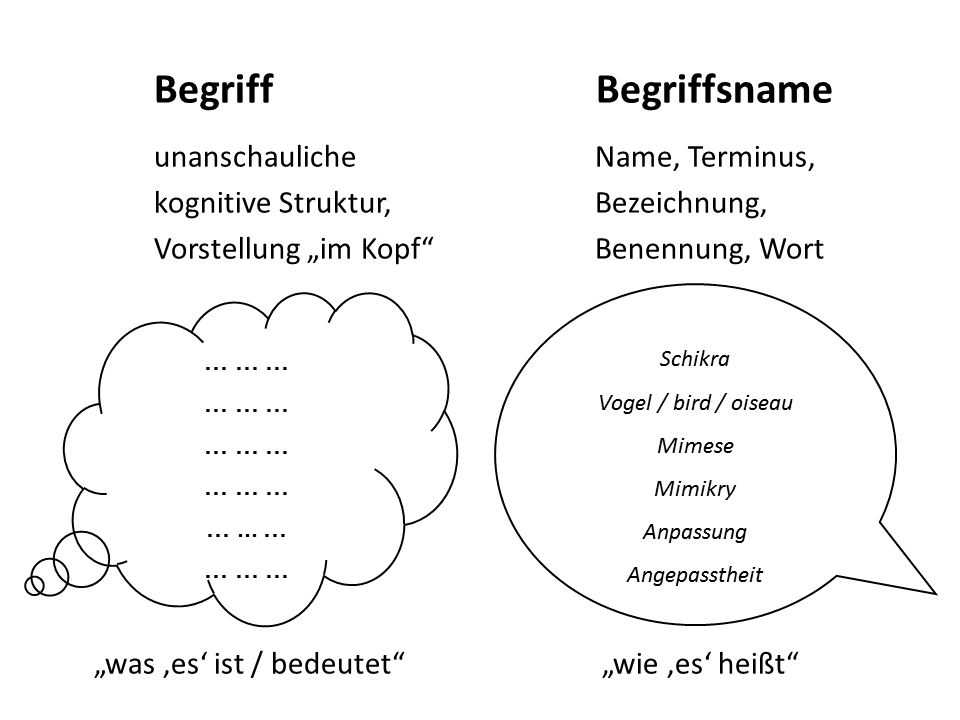 Begriff
unanschauliche
kognitive Struktur,
Vorstellung „im Kopf“
... ... ...
... ... ...
... ... ...
... ... ...
... ... ...
... ... ...
„was ‚es‘ ist / bedeutet“
Begriffsname
Name, Terminus,
Bezeichnung,
Benennung, Wort
Schikra
Vogel / bird / oiseau
Mimese
Mimikry
Anpassung
Angepasstheit
„wie ‚es‘ heißt“